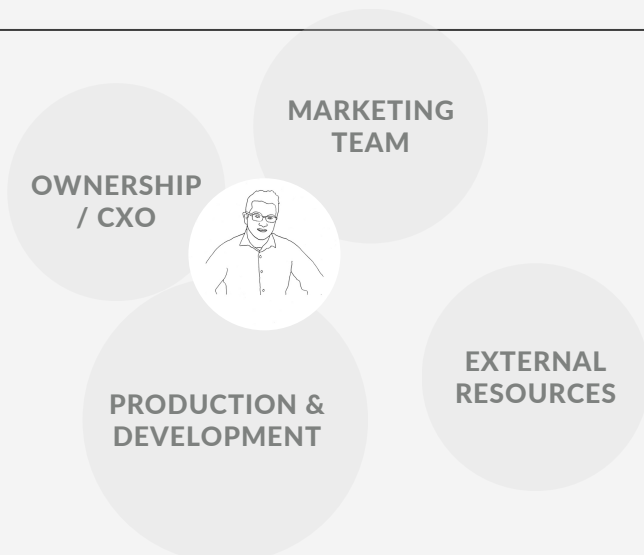 MARKETING
TEAM
OWNERSHIP
/ CXO
EXTERNAL
RESOURCES
PRODUCTION &
DEVELOPMENT